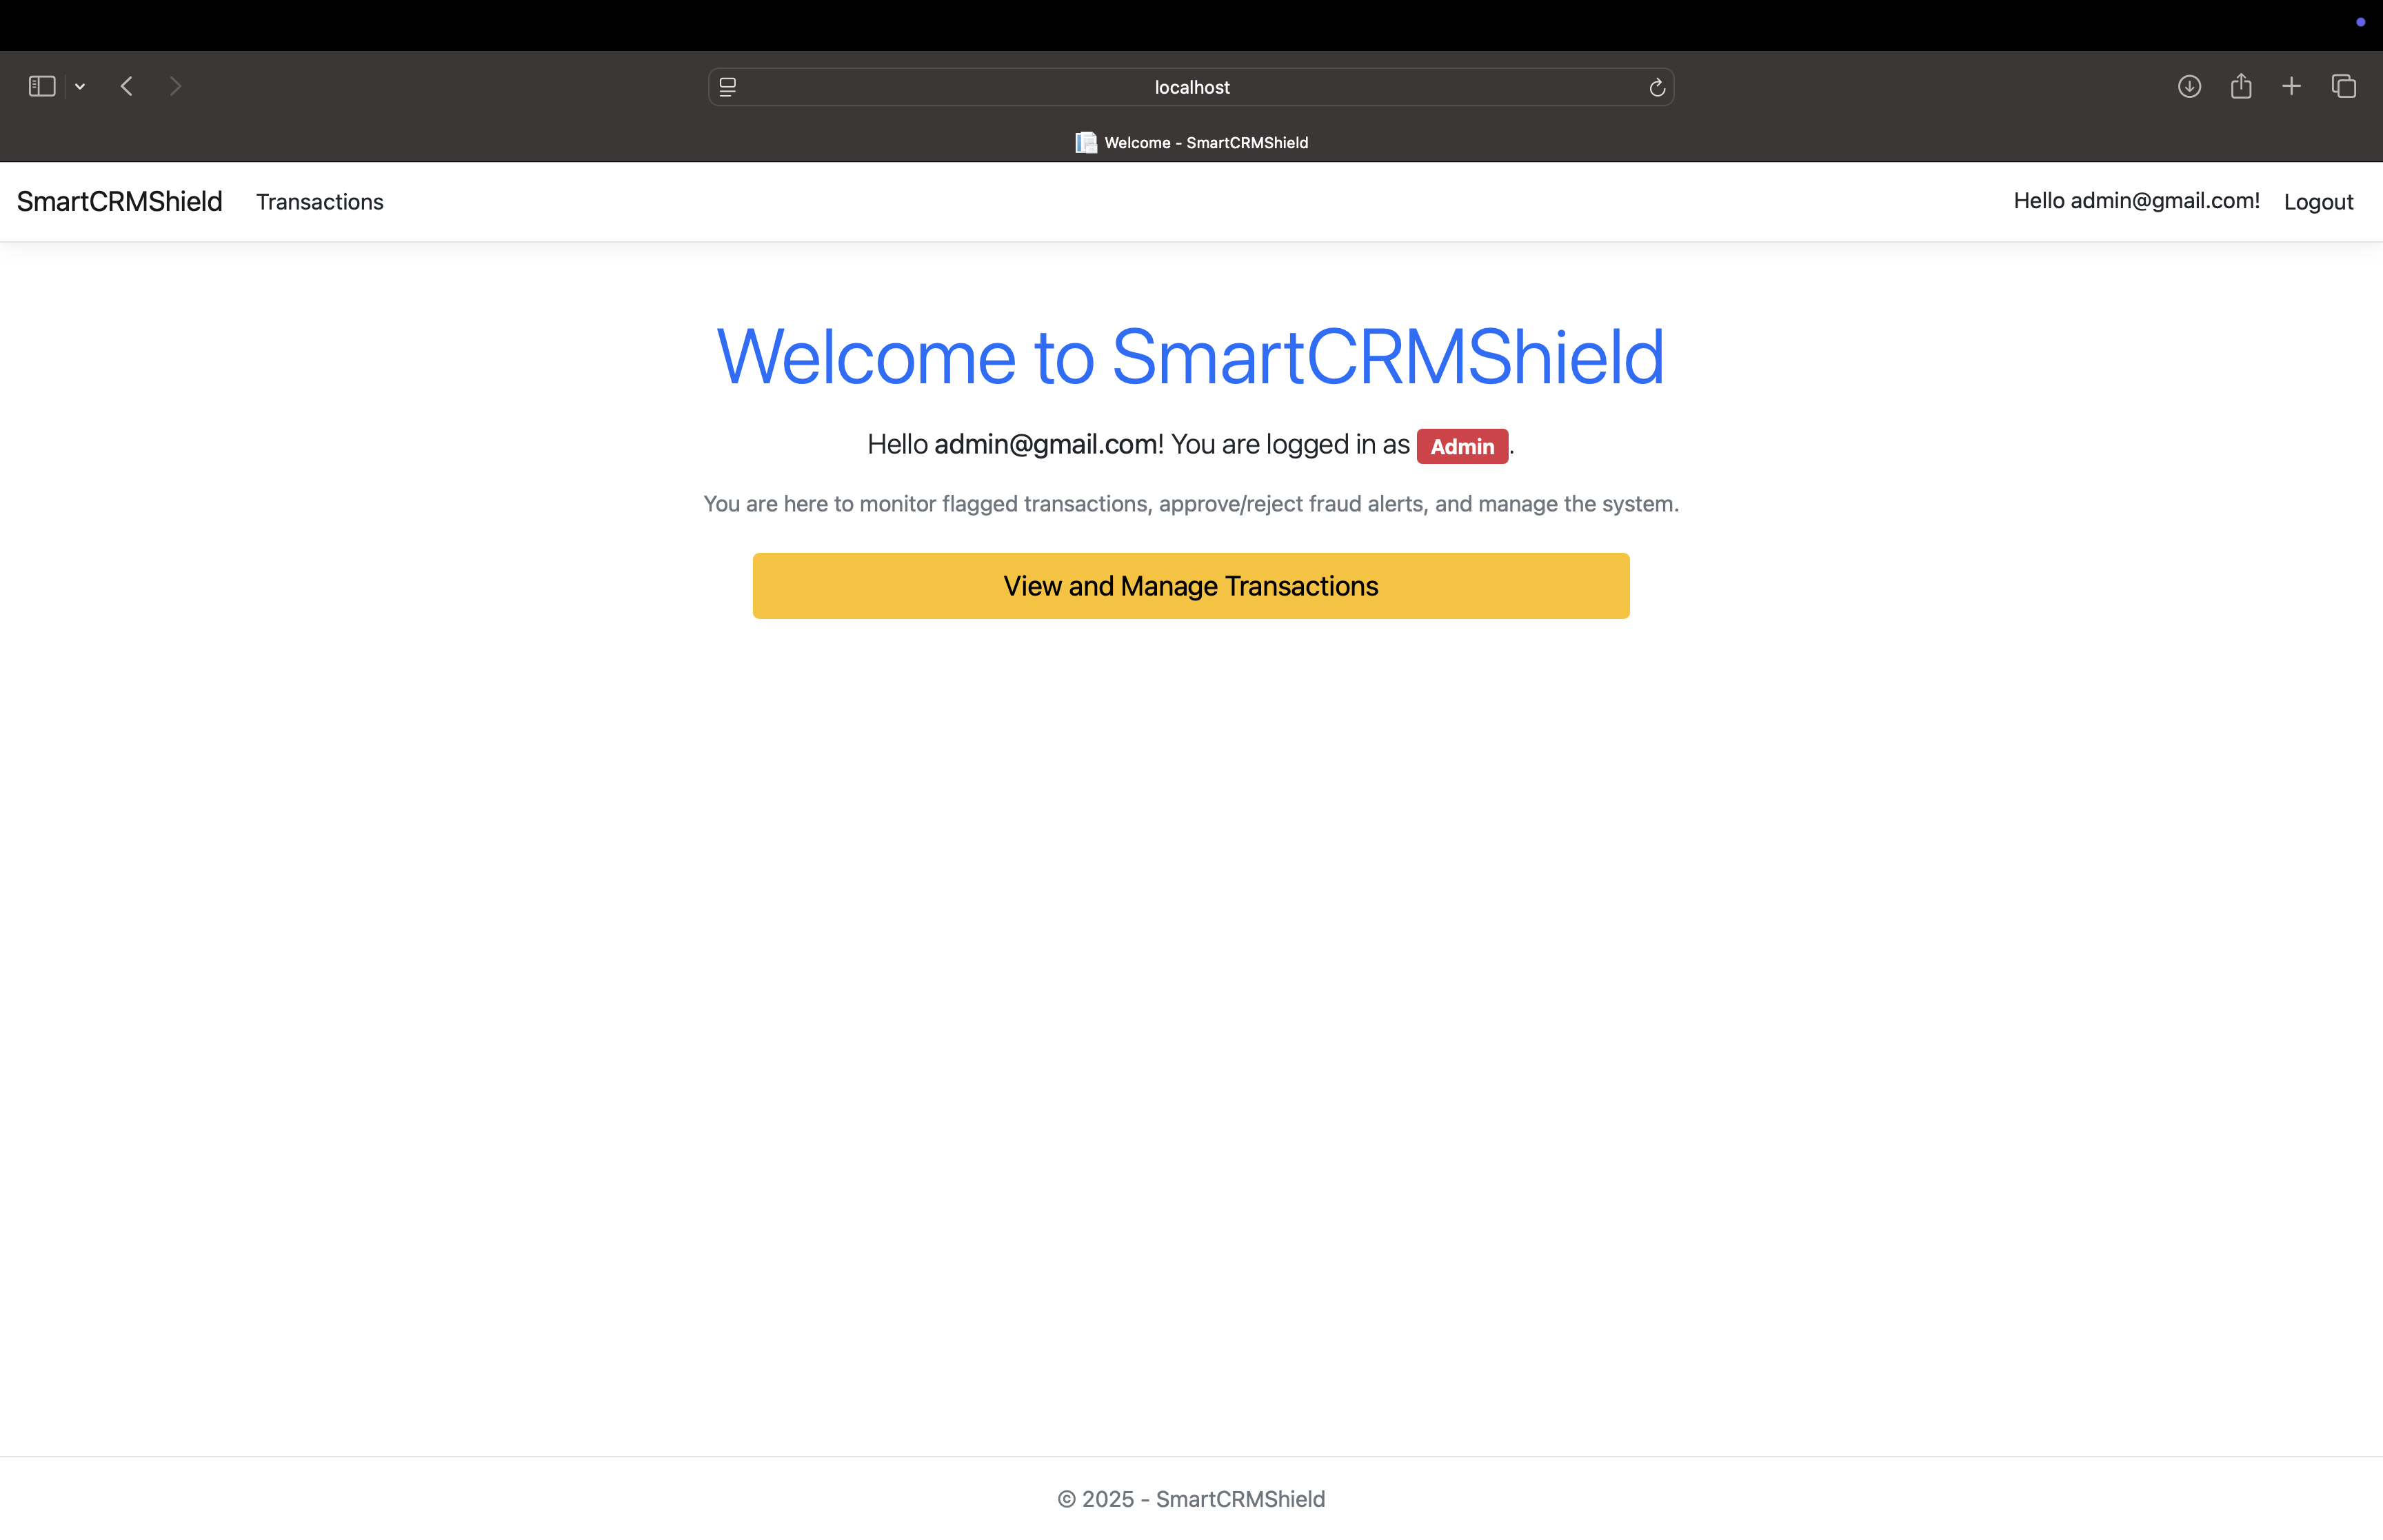 localhost
Welcome - SmartCRMShield
SmartCRMShield Transactions Hello admin@gmail.com! Logout
Welcome to SmartCRMShield
Hello admin@gmail.com! You are logged in as Admin.
You are here to monitor flagged transactions, approve/reject fraud alerts, and manage the system.
View and Manage Transactions
© 2025 - SmartCRMShield